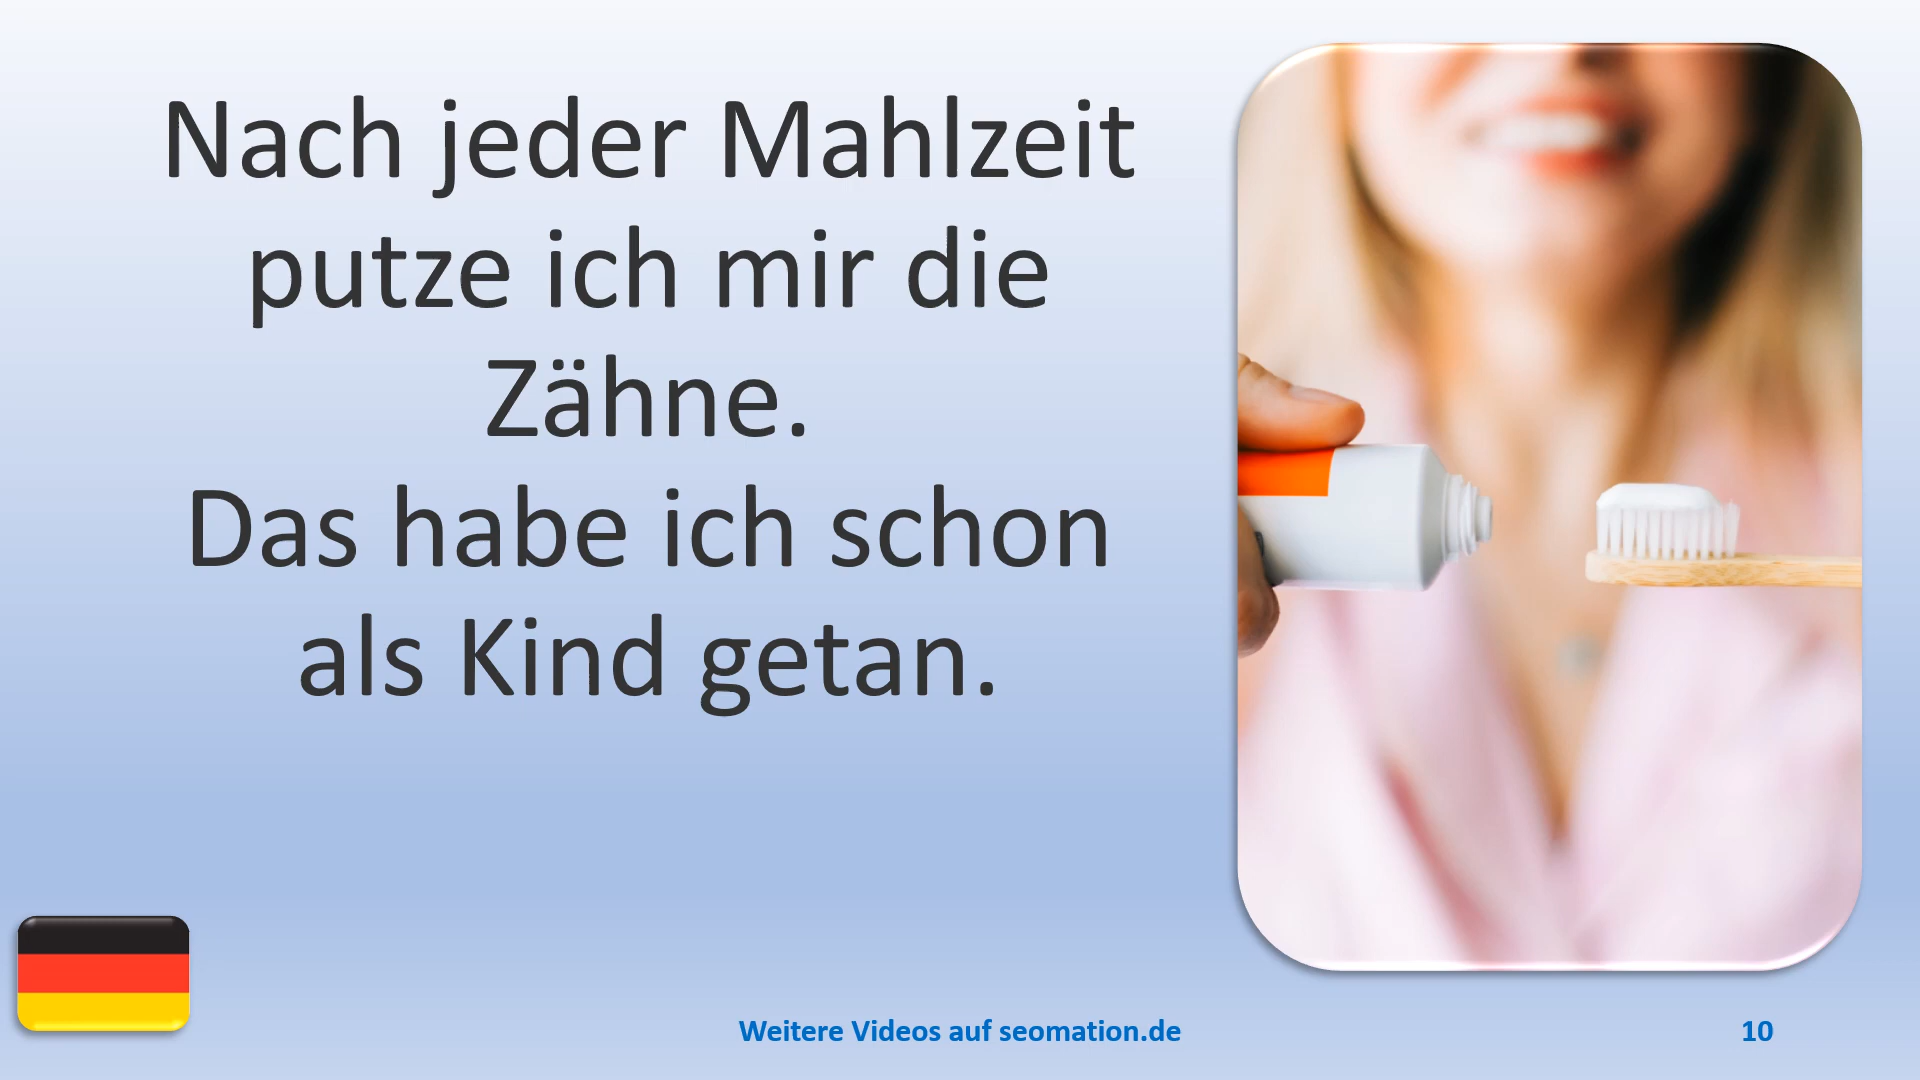 Nach jeder Mahlzeit
putze ich mir die
Zähne.
Das habe ich schon
als Kind getan.
Weitere Videos auf seomation.de
10